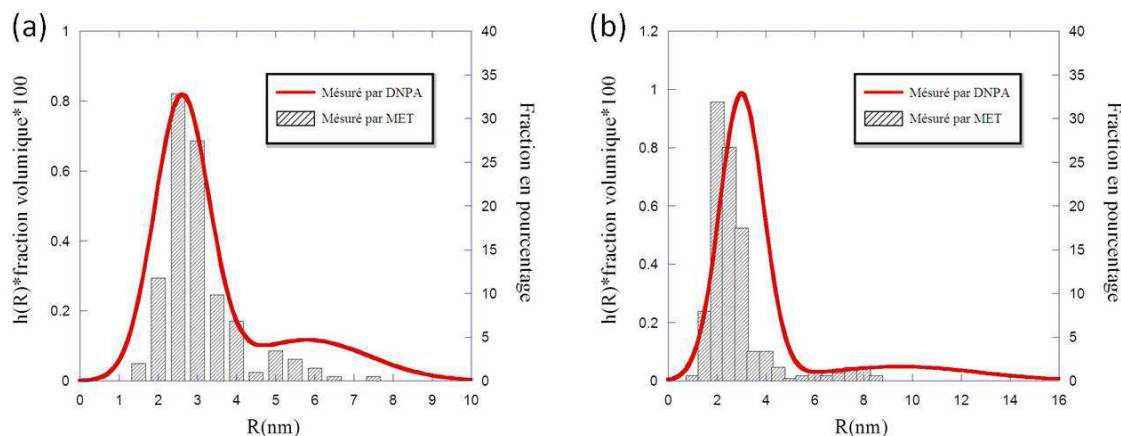 (a)
1
0.8
0.6
0.4
0.2
0
h(R)*fraction volumique*100
40
35
30
25
20
15
10
5
0
Fraction en pourcentage
Mésuré par DNPA
Mésuré par MET
0 1 2 3 4 5 6 7 8 9 10
R(nm)
(b)
1.2
1
0.8
0.6
0.4
0.2
0
h(R)*fraction volumique*100
40
35
30
25
20
15
10
5
0
Fraction en pourcentage
Mésuré par DNPA
Mésuré par MET
0 2 4 6 8 10 12 14 16
R(nm)